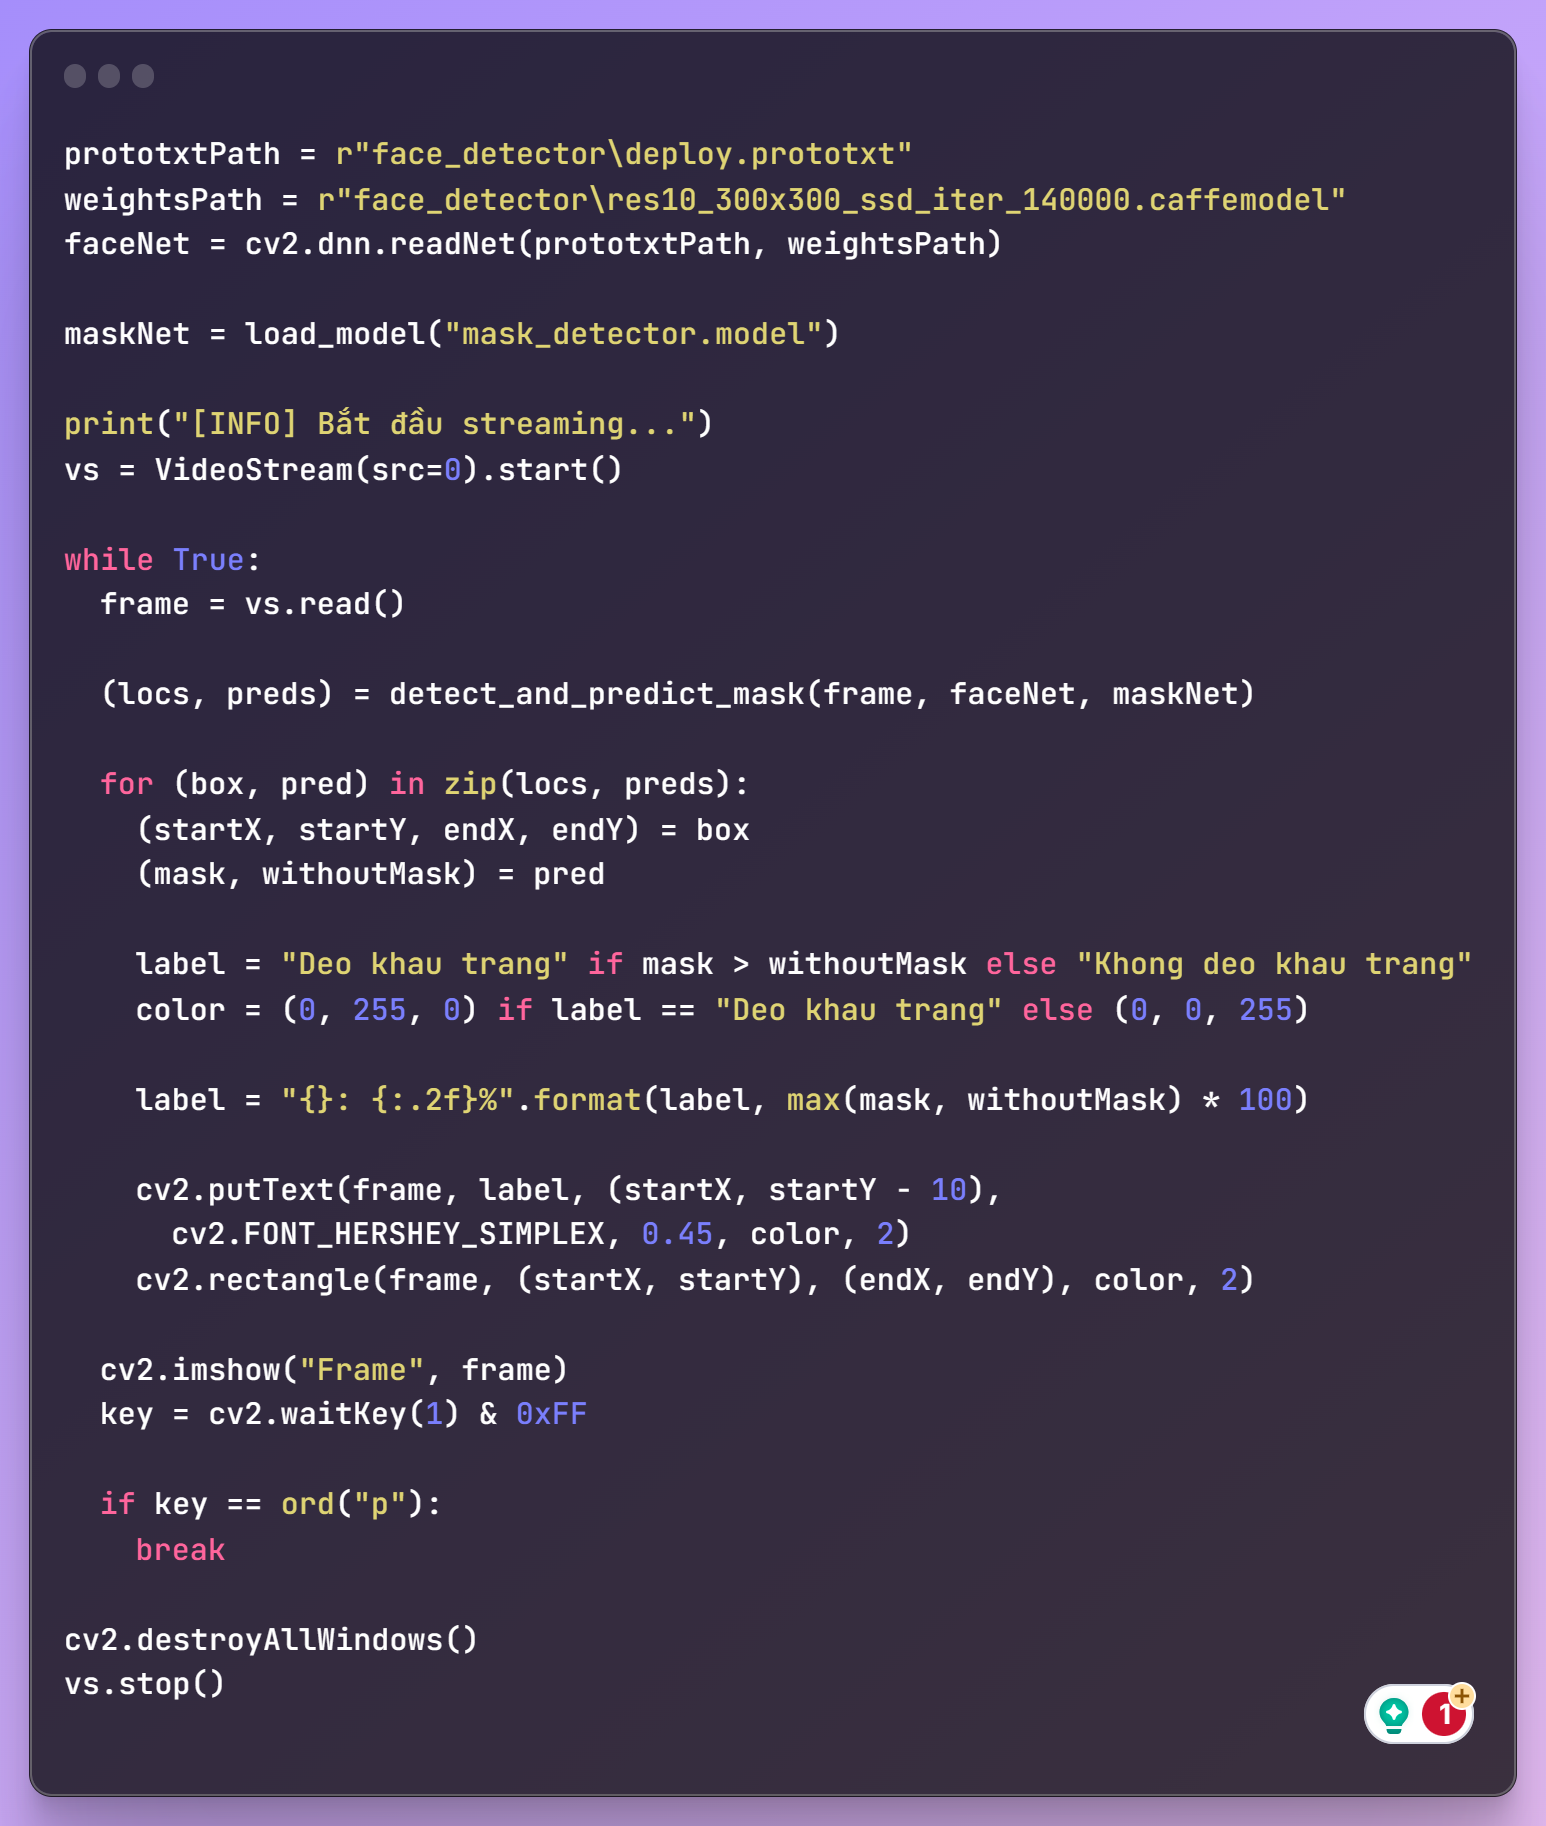 prototxtPath = r"face_detector\deploy.prototxt"
weightsPath = r"face_detector\res10_300x300_ssd_iter_140000.caffemodel"
faceNet = cv2.dnn.readNet(prototxtPath, weightsPath)

maskNet = load_model("mask_detector.model")

print("[INFO] Bắt đầu streaming...")
vs = VideoStream(src=0).start()

while True:
  frame = vs.read()

  (locs, preds) = detect_and_predict_mask(frame, faceNet, maskNet)

  for (box, pred) in zip(locs, preds):
    (startX, startY, endX, endY) = box
    (mask, withoutMask) = pred

    label = "Deo khau trang" if mask > withoutMask else "Khong deo khau trang"
    color = (0, 255, 0) if label == "Deo khau trang" else (0, 0, 255)

    label = "{}: {:.2f}%".format(label, max(mask, withoutMask) * 100)

    cv2.putText(frame, label, (startX, startY - 10),
      cv2.FONT_HERSHEY_SIMPLEX, 0.45, color, 2)
    cv2.rectangle(frame, (startX, startY), (endX, endY), color, 2)

  cv2.imshow("Frame", frame)
  key = cv2.waitKey(1) & 0xFF

  if key == ord("p"):
    break

cv2.destroyAllWindows()
vs.stop()
1+